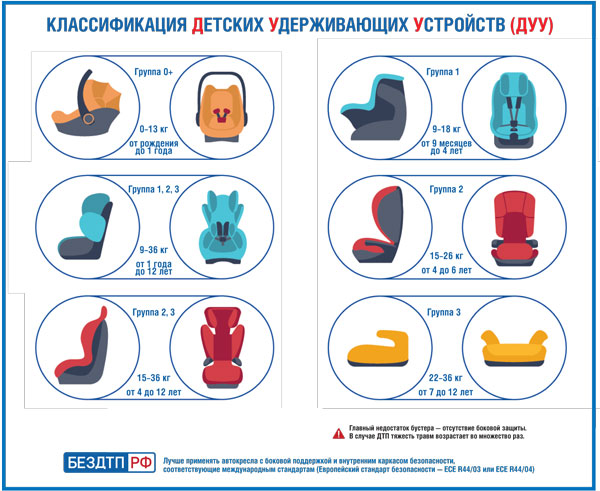 КЛАССИФИКАЦИЯ ДЕТСКИХ УДЕРЖИВАЮЩИХ УСТРОЙСТВ (ДУУ)
Группа 0+
0-13 кг
от рождения
до 1 года
Группа 1
9-18 кг
от 9 месяцев
до 4 лет
Группа 1, 2, 3
9-36 кг
от 1 года
до 12 лет
Группа 2
15-26 кг
от 4 до 6 лет
Группа 2, 3
15-36 кг
от 4 до 12 лет
Группа 3
22-36 кг
от 7 до 12 лет
Главный недостаток бустера — отсутствие боковой защиты.
В случае ДТП тяжесть травм возрастает во множество раз.
БЕЗДТП РФ
Лучше применять автокресла с боковой поддержкой и внутренним каркасом безопасности,
соответствующие международным стандартам (Европейский стандарт безопасности — ECE R44/03 или ECE R44/04)